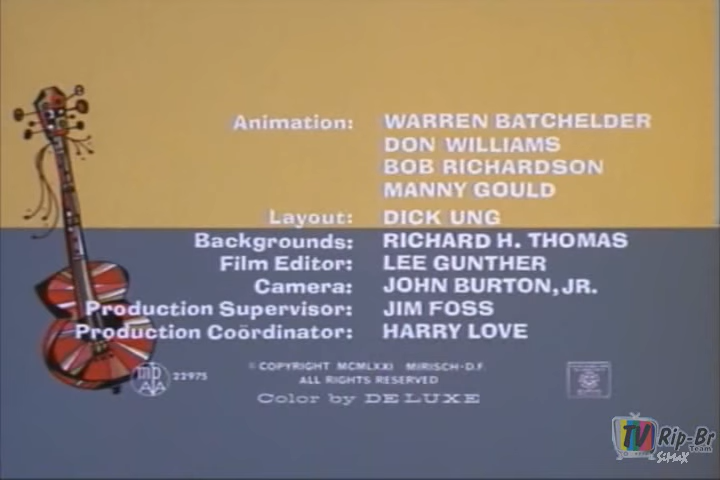 Animation: WARREN BATCHELDER
DON WILLIAMS
BOB RICHARDSON
MANNY GOULD
Layout: DICK UNG
Backgrounds: RICHARD H. THOMAS
Film Editor: LEE GUNTHER
Camera: JOHN BURTON, JR.
Production Supervisor: JIM FOSS
Production Coördinator: HARRY LOVE
22975
© COPYRIGHT MCMLXXI MIRISCH-D.F.
ALL RIGHTS RESERVED
Color by DE LUXE
TV Rip-Br
Team
SiMaX